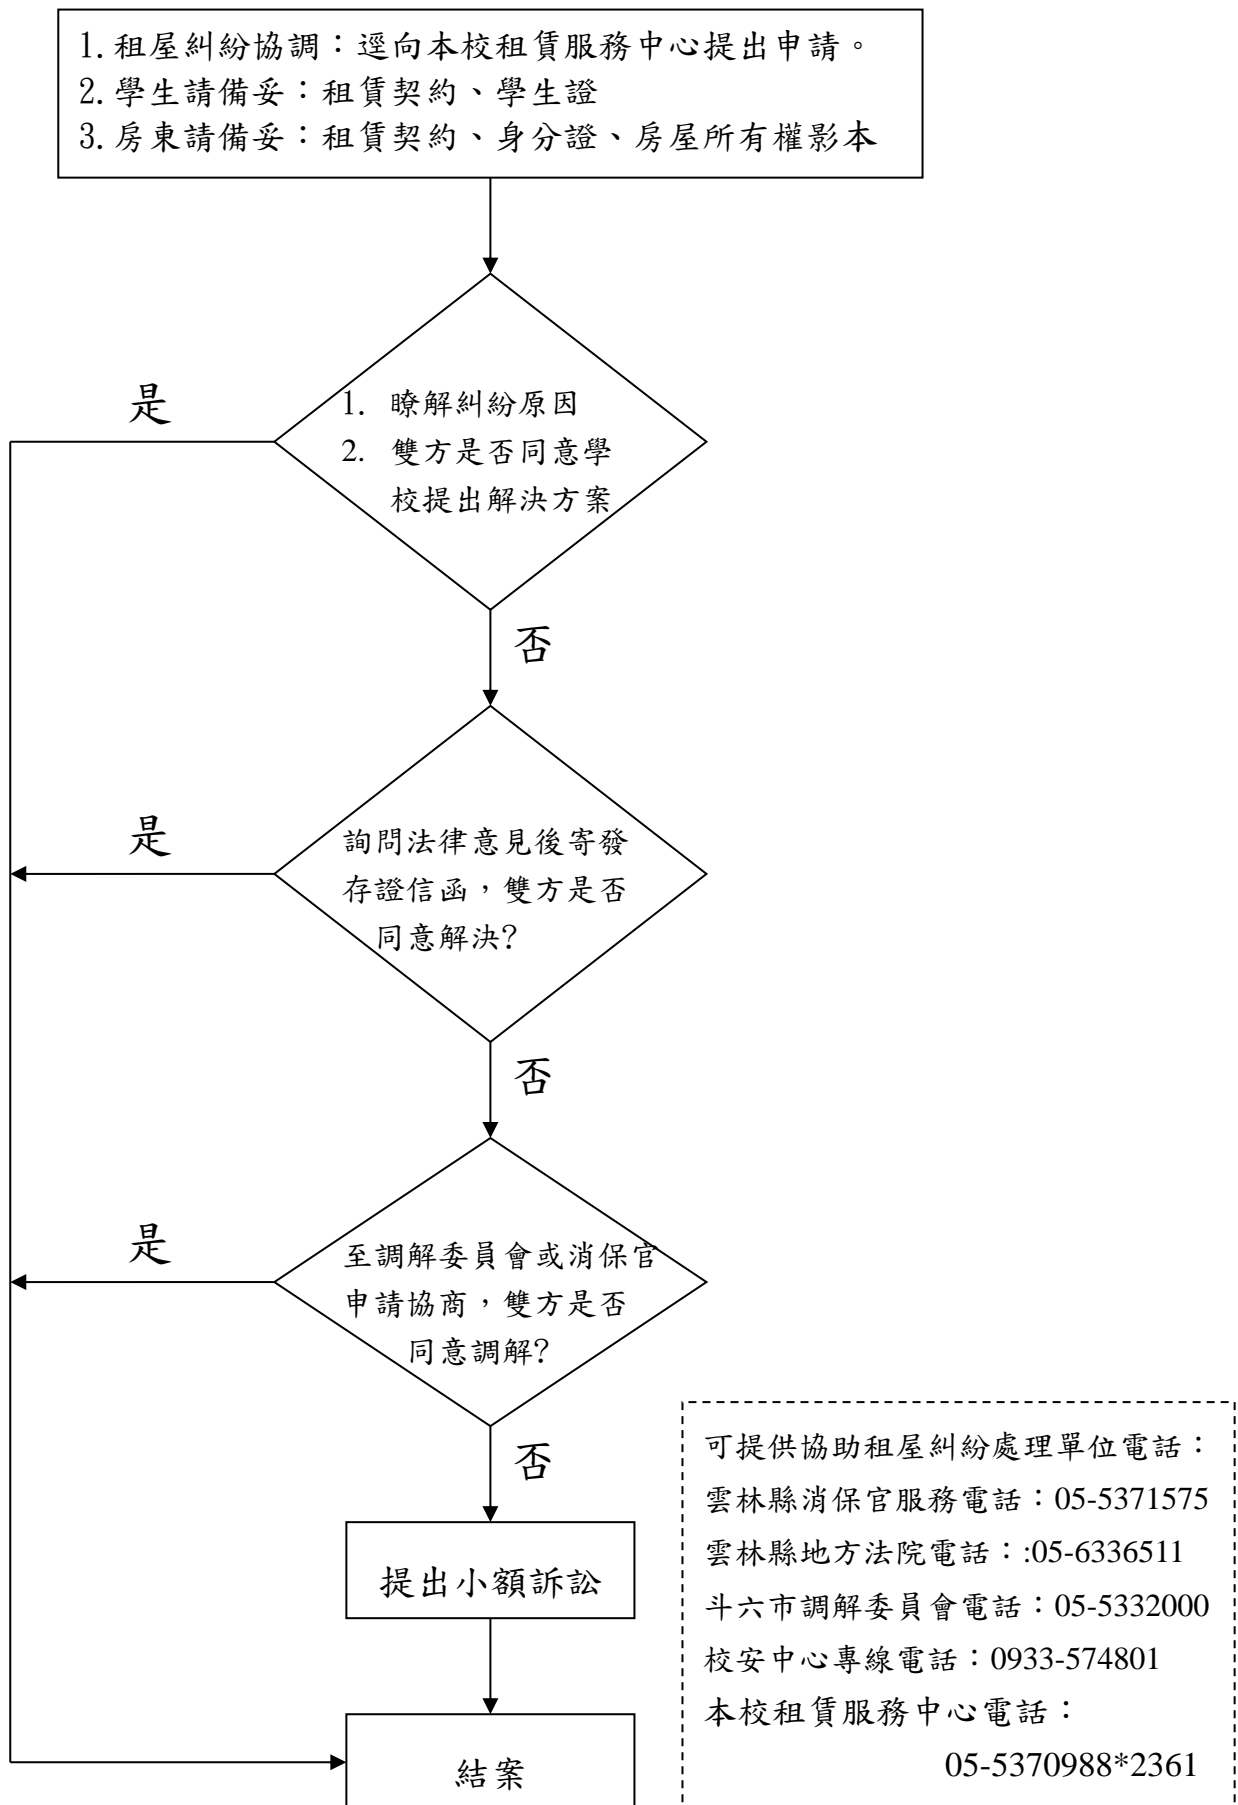 1.租屋糾紛協調：逕向本校租賃服務中心提出申請。
2.學生請備妥：租賃契約、學生證
3.房東請備妥：租賃契約、身分證、房屋所有權影本
是
1. 瞭解糾紛原因
2. 雙方是否同意學
校提出解決方案
否
是
詢問法律意見後寄發
存證信函，雙方是否
同意解決?
否
是
至調解委員會或消保官
申請協商，雙方是否
同意調解?
否
提出小額訴訟
結案
可提供協助租屋糾紛處理單位電話：
雲林縣消保官服務電話：05-5371575
雲林縣地方法院電話：:05-6336511
斗六市調解委員會電話：05-5332000
校安中心專線電話：0933-574801
本校租賃服務中心電話：
05-5370988*2361